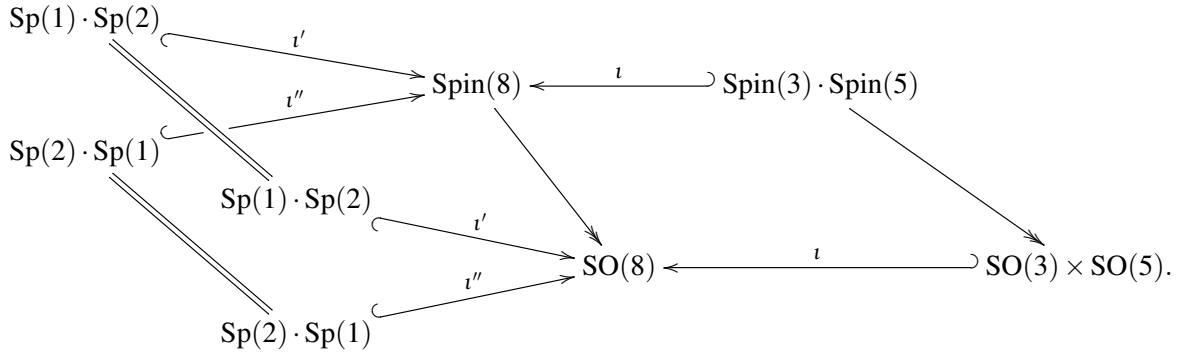 Sp(1) · Sp(2)
ι′
Spin(8)
ι
Spin(3) · Spin(5)
ι″
Sp(2) · Sp(1)
Sp(1) · Sp(2)
ι′
SO(8)
ι
SO(3) × SO(5).
ι″
Sp(2) · Sp(1)